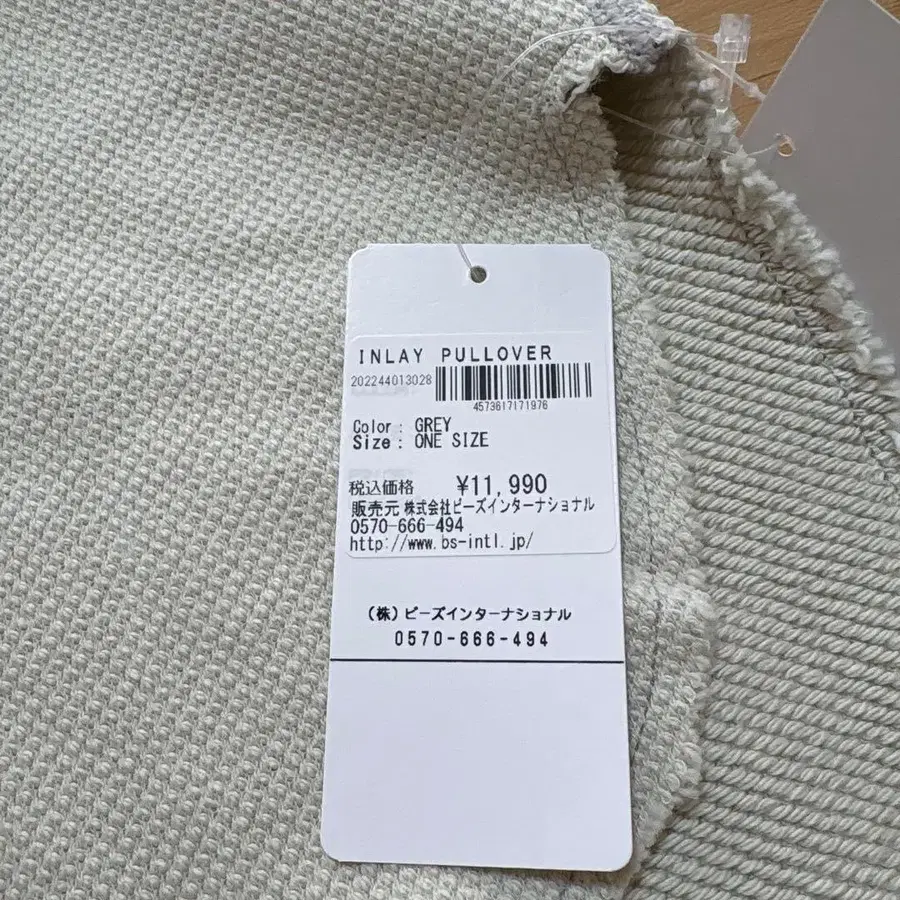 INLAY PULLOVER
202244013028
4573617171976
Color : GREY
Size : ONE SIZE
税込価格 ¥11,990
販売元 株式会社ビーズインターナショナル
0570-666-494
http://www.bs-intl.jp/
(株)ビーズインターナショナル
0570-666-494